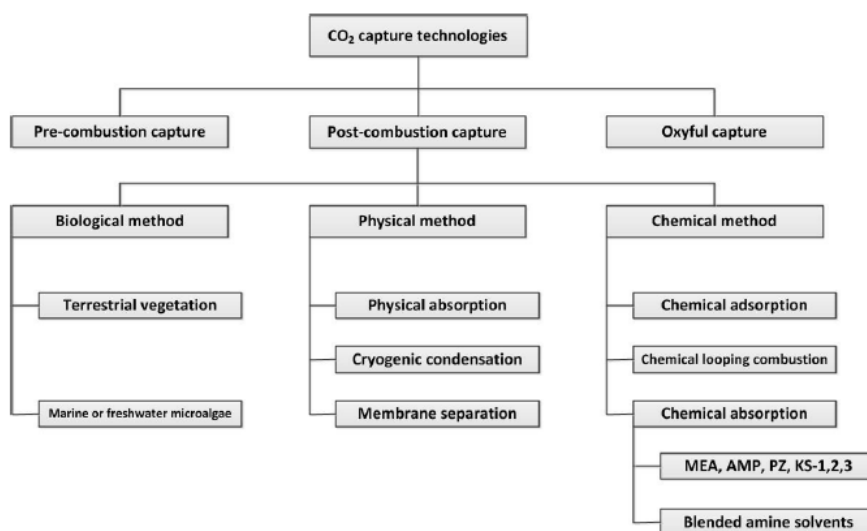 CO₂ capture technologies
Pre-combustion capture
Post-combustion capture
Oxyful capture
Biological method
Physical method
Chemical method
Terrestrial vegetation
Physical absorption
Chemical adsorption
Cryogenic condensation
Chemical looping combustion
Marine or freshwater microalgae
Membrane separation
Chemical absorption
MEA, AMP, PZ, KS-1,2,3
Blended amine solvents